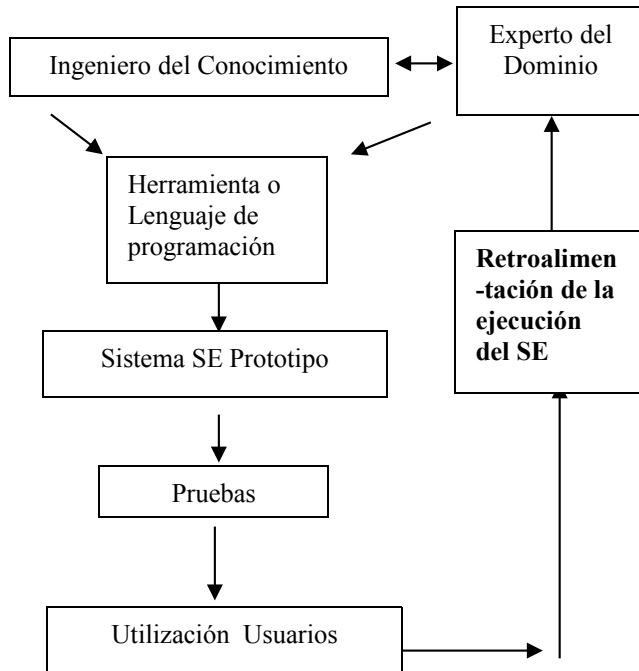 Ingeniero del Conocimiento
Experto del
Dominio
Herramienta o
Lenguaje de
programación
Retroalimen
-tación de la
ejecución
del SE
Sistema SE Prototipo
Pruebas
Utilización  Usuarios